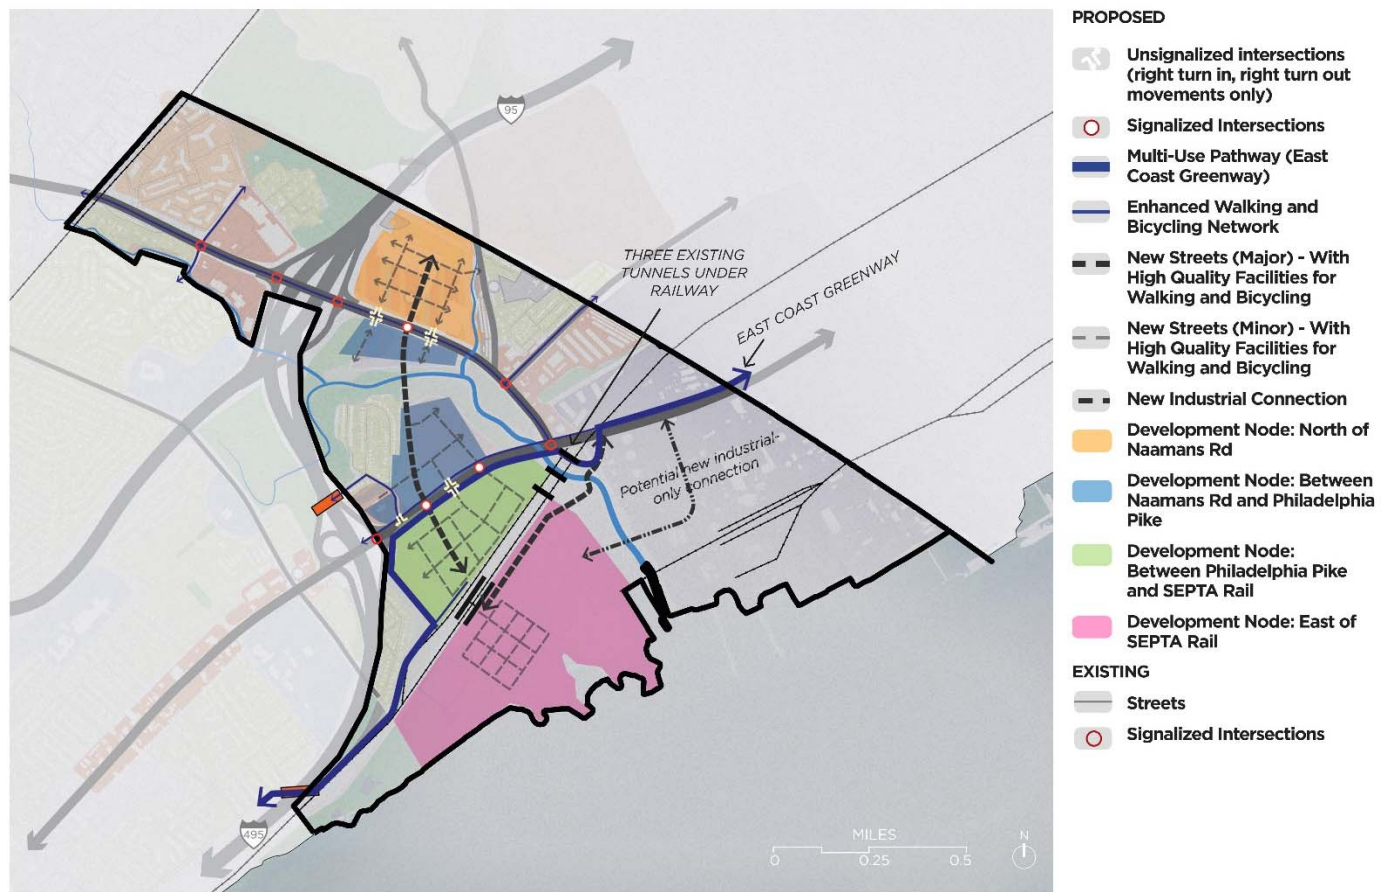 95
THREE EXISTING
TUNNELS UNDER
RAILWAY
EAST COAST GREENWAY
Potential new industrial-
only connection
495
MILES
0
0.25
0.5
N
PROPOSED
Unsignalized intersections
(right turn in, right turn out
movements only)
Signalized Intersections
Multi-Use Pathway (East
Coast Greenway)
Enhanced Walking and
Bicycling Network
New Streets (Major) - With
High Quality Facilities for
Walking and Bicycling
New Streets (Minor) - With
High Quality Facilities for
Walking and Bicycling
New Industrial Connection
Development Node: North of
Naamans Rd
Development Node: Between
Naamans Rd and Philadelphia
Pike
Development Node:
Between Philadelphia Pike
and SEPTA Rail
Development Node: East of
SEPTA Rail
EXISTING
Streets
Signalized Intersections